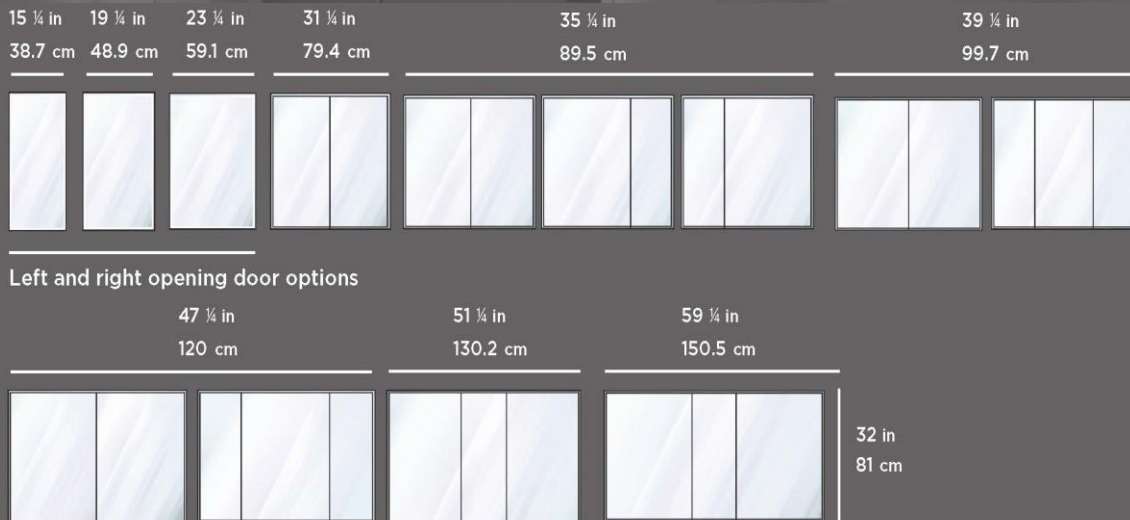 15 ¼ in
38.7 cm
19 ¼ in
48.9 cm
23 ¼ in
59.1 cm
31 ¼ in
79.4 cm
35 ¼ in
89.5 cm
39 ¼ in
99.7 cm
Left and right opening door options
47 ¼ in
120 cm
51 ¼ in
130.2 cm
59 ¼ in
150.5 cm
32 in
81 cm